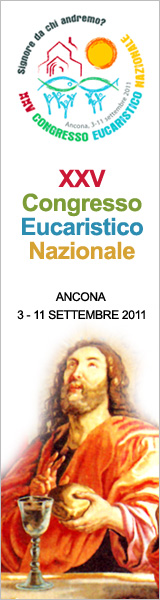 Signore da chi andremo?
XXV CONGRESSO EUCARISTICO NAZIONALE
Ancona, 3-11 settembre 2011
XXV
Congresso
Eucaristico
Nazionale
ANCONA
3 - 11 SETTEMBRE 2011